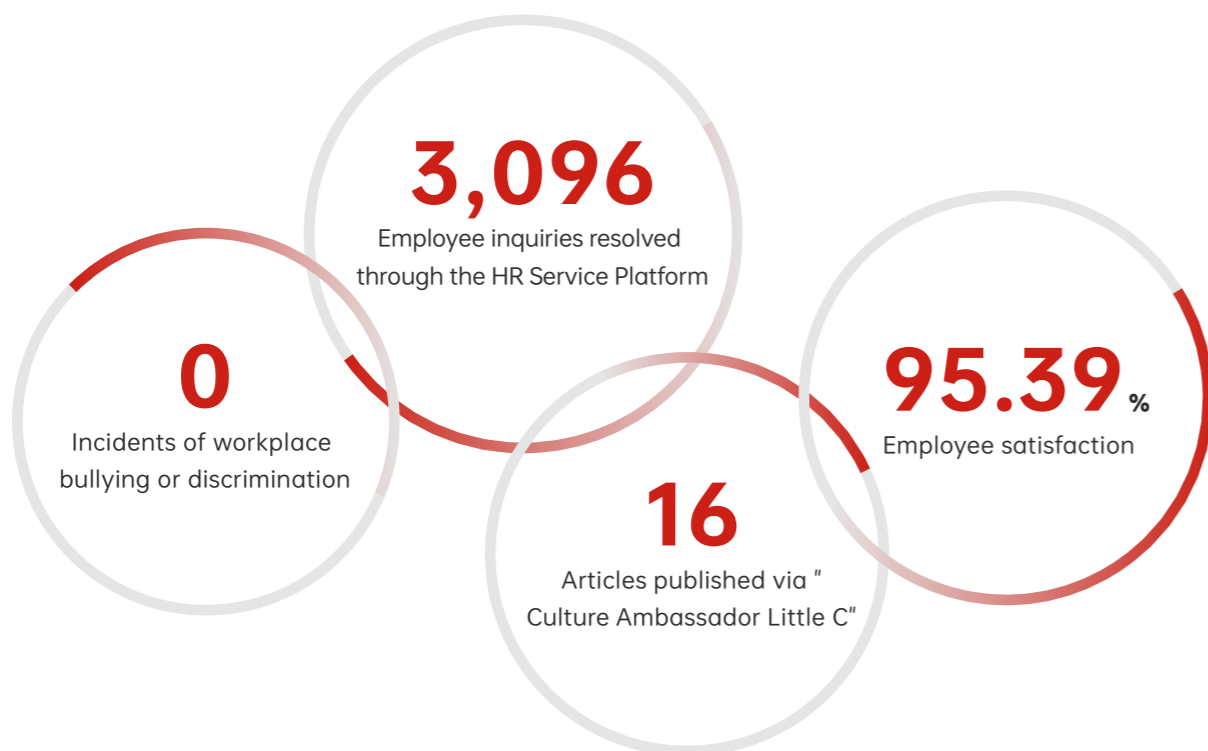 3,096
Employee inquiries resolved
through the HR Service Platform
0
Incidents of workplace
bullying or discrimination
95.39 %
Employee satisfaction
16
Articles published via "
Culture Ambassador Little C"